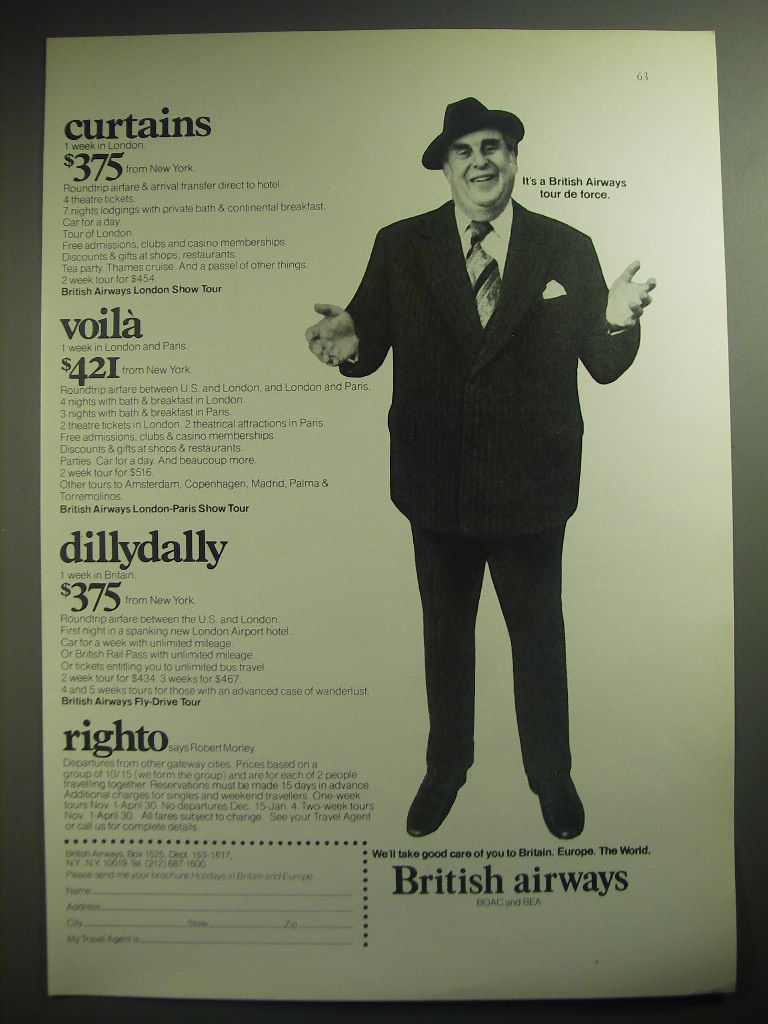 63
curtains
1 week in London.
$375 from New York.
Roundtrip airfare & arrival transfer direct to hotel.
4 theatre tickets.
7 nights lodgings with private bath & continental breakfast.
Car for a day.
Tour of London.
Free admissions, clubs and casino memberships.
Discounts & gifts at shops, restaurants.
Tea party. Thames cruise. And a passel of other things.
2 week tour for $454.
British Airways London Show Tour
It's a British Airways
tour de force.
voilà
1 week in London and Paris.
$421 from New York.
Roundtrip airfare between U.S. and London, and London and Paris.
4 nights with bath & breakfast in London.
3 nights with bath & breakfast in Paris.
2 theatre tickets in London. 2 theatrical attractions in Paris.
Free admissions, clubs & casino memberships.
Discounts & gifts at shops & restaurants.
Parties. Car for a day. And beaucoup more.
2 week tour for $516.
Other tours to Amsterdam, Copenhagen, Madrid, Palma &
Torremolinos.
British Airways London-Paris Show Tour
dillydally
1 week in Britain.
$375 from New York.
Roundtrip airfare between the U.S. and London.
First night in a spanking new London Airport hotel.
Car for a week with unlimited mileage.
Or British Rail Pass with unlimited mileage.
Or tickets entitling you to unlimited bus travel.
2 week tour for $434. 3 weeks for $467.
4 and 5 weeks tours for those with an advanced case of wanderlust.
British Airways Fly-Drive Tour
righto says Robert Morley.
Departures from other gateway cities. Prices based on a
group of 10/15 (we form the group) and are for each of 2 people
travelling together. Reservations must be made 15 days in advance.
Additional charges for singles and weekend travellers. One-week
tours Nov. 1-April 30. No departures Dec. 15-Jan. 4. Two-week tours
Nov. 1-April 30. All fares subject to change. See your Travel Agent
or call us for complete details.
British Airways, Box 1525, Dept. 153-1617,
N.Y., N.Y. 10019, Tel. (212) 687-1600.
Please send me your brochure Holidays in Britain and Europe.
Name
Address
City State Zip
My Travel Agent is
We'll take good care of you to Britain. Europe. The World.
British airways
BOAC and BEA